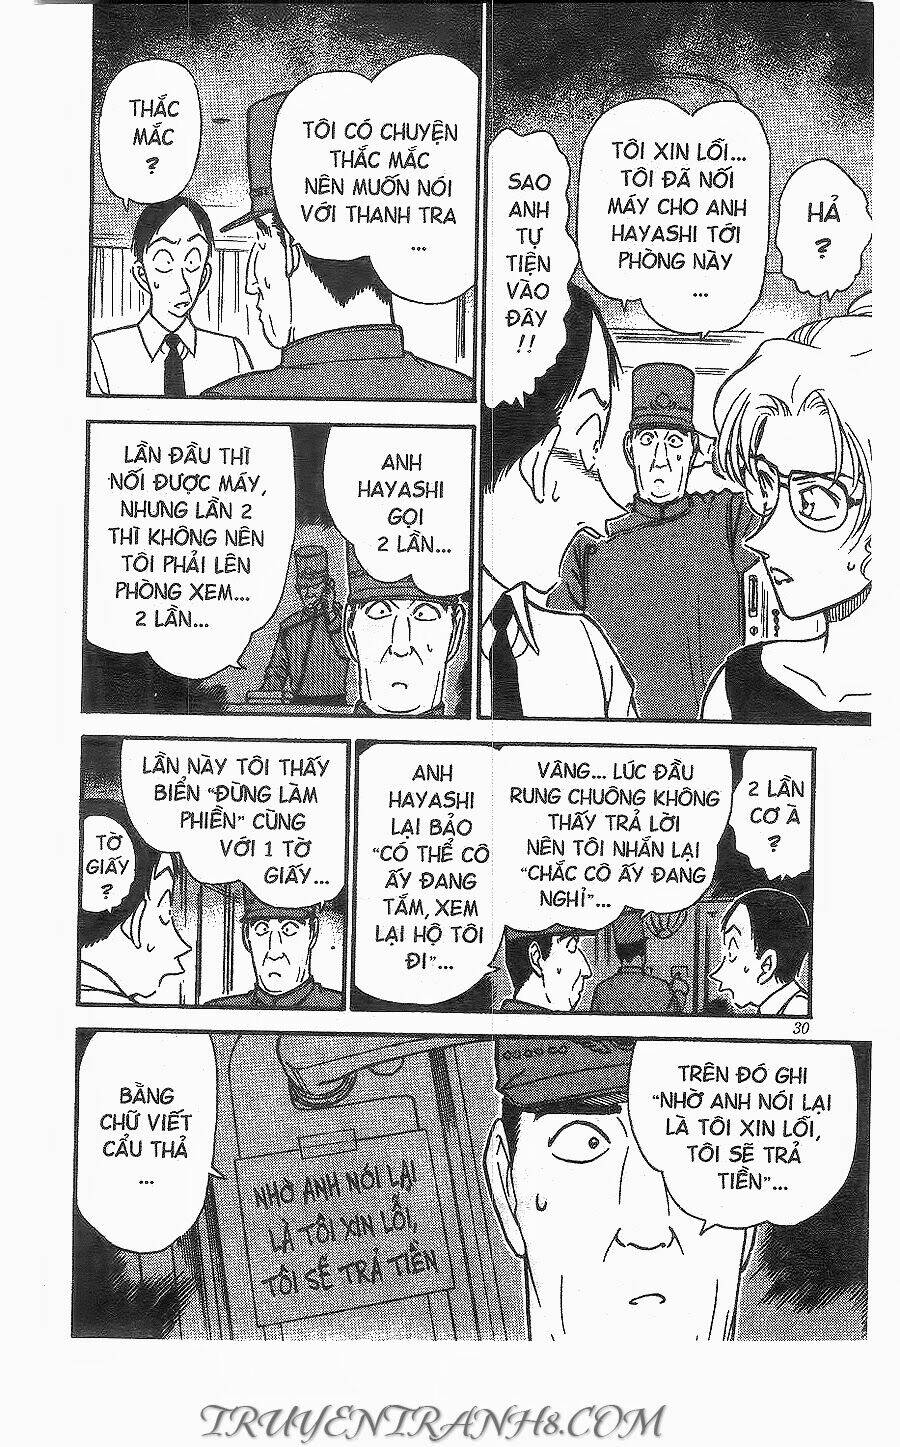 HẢ
?
TÔI XIN LỖI...
TÔI ĐÃ NỐI
MÁY CHO ANH
HAYASHI TỚI
PHÒNG NÀY
...
SAO
ANH
TỰ
TIỆN
VÀO
ĐÂY
!!
TÔI CÓ CHUYỆN
THẮC MẮC
NÊN MUỐN NÓI
VỚI THANH TRA
...
THẮC
MẮC
?
ANH
HAYASHI
GỌI
2 LẦN...
LẦN ĐẦU THÌ
NỐI ĐƯỢC MÁY,
NHƯNG LẦN 2
THÌ KHÔNG NÊN
TÔI PHẢI LÊN
PHÒNG XEM...
2 LẦN...
2 LẦN
CƠ À
?
VÂNG... LÚC ĐẦU
RUNG CHUÔNG KHÔNG
THẤY TRẢ LỜI
NÊN TÔI NHẮN LẠI
"CHẮC CÔ ẤY ĐANG
NGHỈ"...
ANH
HAYASHI
LẠI BẢO
"CÓ THỂ CÔ
ẤY ĐANG
TẮM, XEM
LẠI HỘ TÔI
ĐI"...
LẦN NÀY TÔI THẤY
BIỂN "ĐỪNG LÀM
PHIỀN" CÙNG
VỚI 1 TỜ
GIẤY...
TỜ
GIẤY
?
30
TRÊN ĐÓ GHI
"NHỜ ANH NÓI LẠI
LÀ TÔI XIN LỖI,
TÔI SẼ TRẢ
TIỀN"...
NHỜ ANH NÓI LẠI
LÀ TÔI XIN LỖI,
TÔI SẼ TRẢ TIỀN
BẰNG
CHỮ VIẾT
CẨU THẢ
...
TRUYENTRANH8.COM